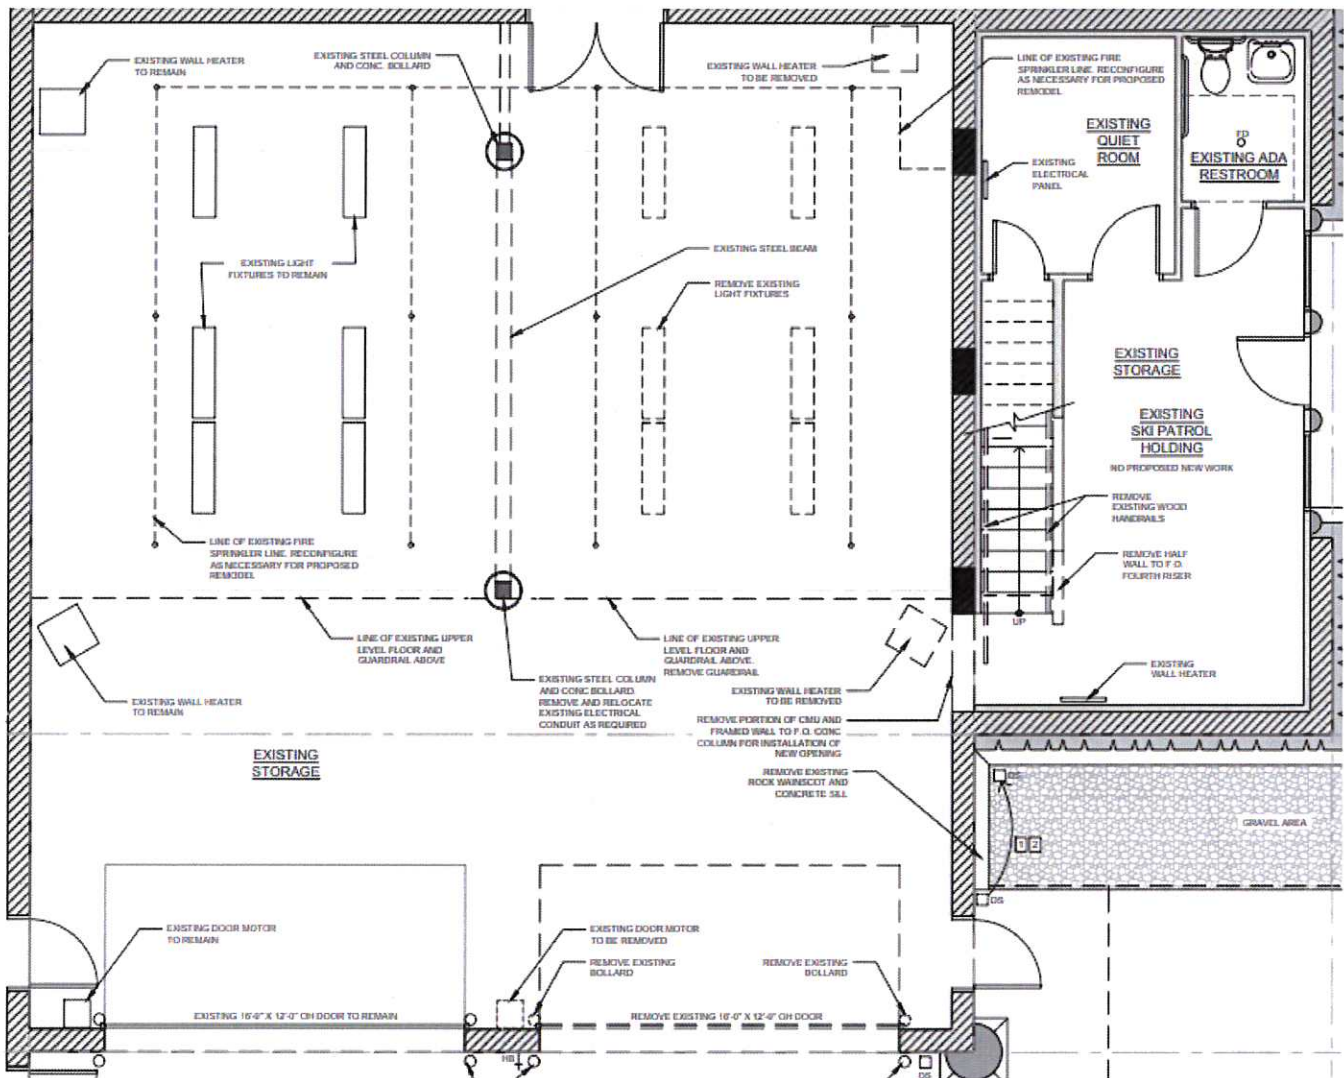 EXISTING WALL HEATER
TO REMAIN
EXISTING STEEL COLUMN
AND CONC. BOLLARD
EXISTING WALL HEATER
TO BE REMOVED
LINE OF EXISTING FIRE
SPRINKLER LINE. RECONFIGURE
AS NECESSARY FOR PROPOSED
REMODEL
EXISTING
QUIET
ROOM
FD
EXISTING ADA
RESTROOM
EXISTING
ELECTRICAL
PANEL
EXISTING LIGHT
FIXTURES TO REMAIN
EXISTING STEEL BEAM
REMOVE EXISTING
LIGHT FIXTURES
EXISTING
STORAGE
EXISTING
SKI PATROL
HOLDING
NO PROPOSED NEW WORK
REMOVE
EXISTING WOOD
HANDRAILS
REMOVE HALF
WALL TO F.O.
FOURTH RISER
UP
LINE OF EXISTING FIRE
SPRINKLER LINE. RECONFIGURE
AS NECESSARY FOR PROPOSED
REMODEL
LINE OF EXISTING UPPER
LEVEL FLOOR AND
GUARDRAIL ABOVE
LINE OF EXISTING UPPER
LEVEL FLOOR AND
GUARDRAIL ABOVE.
REMOVE GUARDRAIL
EXISTING
WALL HEATER
EXISTING WALL HEATER
TO REMAIN
EXISTING STEEL COLUMN
AND CONC BOLLARD.
REMOVE AND RELOCATE
EXISTING ELECTRICAL
CONDUIT AS REQUIRED
EXISTING WALL HEATER
TO BE REMOVED
REMOVE PORTION OF CMU AND
FRAMED WALL TO F.O. CONC
COLUMN FOR INSTALLATION OF
NEW OPENING
EXISTING
STORAGE
REMOVE EXISTING
ROCK WAINSCOT AND
CONCRETE SILL
DS
GRAVEL AREA
1 2
DS
EXISTING DOOR MOTOR
TO REMAIN
EXISTING DOOR MOTOR
TO BE REMOVED
REMOVE EXISTING
BOLLARD
REMOVE EXISTING
BOLLARD
EXISTING 16'-0" X 12'-0" OH DOOR TO REMAIN
REMOVE EXISTING 16'-0" X 12'-0" OH DOOR
HB
DS